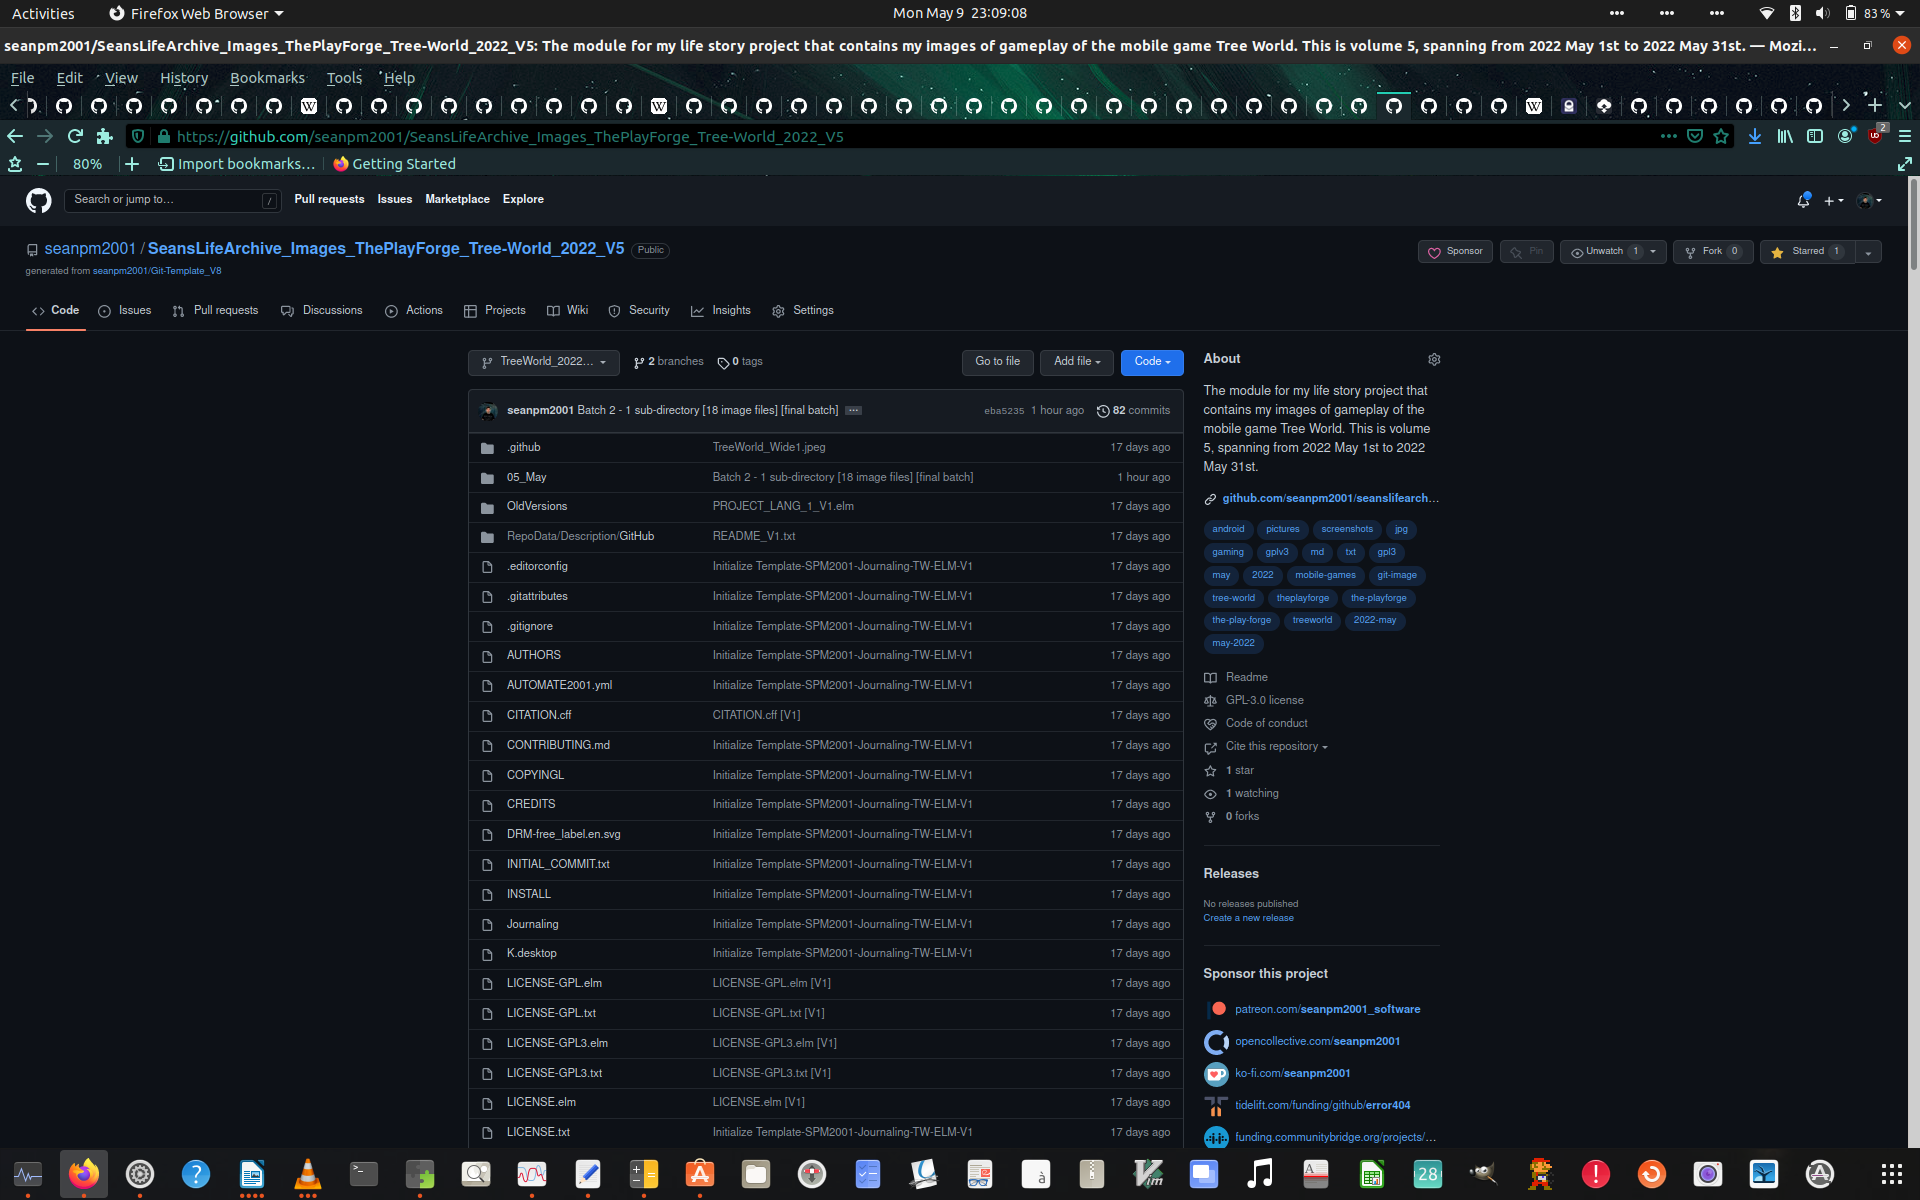 Activities
Firefox Web Browser
Mon May 9 23:09:08
83 %
seanpm2001/SeansLifeArchive_Images_ThePlayForge_Tree-World_2022_V5: The module for my life story project that contains my images of gameplay of the mobile game Tree World. This is volume 5, spanning from 2022 May 1st to 2022 May 31st. — Mozi…
File Edit View History Bookmarks Tools Help
https://github.com/seanpm2001/SeansLifeArchive_Images_ThePlayForge_Tree-World_2022_V5
2
80%
Import bookmarks…
Getting Started
Search or jump to…
/
Pull requests
Issues
Marketplace
Explore
seanpm2001 / SeansLifeArchive_Images_ThePlayForge_Tree-World_2022_V5
Public
Sponsor
Pin
Unwatch 1
Fork 0
Starred 1
generated from seanpm2001/Git-Template_V8
Code
Issues
Pull requests
Discussions
Actions
Projects
Wiki
Security
Insights
Settings
TreeWorld_2022…
2 branches
0 tags
Go to file
Add file
Code
seanpm2001 Batch 2 - 1 sub-directory [18 image files] [final batch]
eba5235 1 hour ago
82 commits
.github TreeWorld_Wide1.jpeg 17 days ago
05_May Batch 2 - 1 sub-directory [18 image files] [final batch] 1 hour ago
OldVersions PROJECT_LANG_1_V1.elm 17 days ago
RepoData/Description/GitHub README_V1.txt 17 days ago
.editorconfig Initialize Template-SPM2001-Journaling-TW-ELM-V1 17 days ago
.gitattributes Initialize Template-SPM2001-Journaling-TW-ELM-V1 17 days ago
.gitignore Initialize Template-SPM2001-Journaling-TW-ELM-V1 17 days ago
AUTHORS Initialize Template-SPM2001-Journaling-TW-ELM-V1 17 days ago
AUTOMATE2001.yml Initialize Template-SPM2001-Journaling-TW-ELM-V1 17 days ago
CITATION.cff CITATION.cff [V1] 17 days ago
CONTRIBUTING.md Initialize Template-SPM2001-Journaling-TW-ELM-V1 17 days ago
COPYINGL Initialize Template-SPM2001-Journaling-TW-ELM-V1 17 days ago
CREDITS Initialize Template-SPM2001-Journaling-TW-ELM-V1 17 days ago
DRM-free_label.en.svg Initialize Template-SPM2001-Journaling-TW-ELM-V1 17 days ago
INITIAL_COMMIT.txt Initialize Template-SPM2001-Journaling-TW-ELM-V1 17 days ago
INSTALL Initialize Template-SPM2001-Journaling-TW-ELM-V1 17 days ago
Journaling Initialize Template-SPM2001-Journaling-TW-ELM-V1 17 days ago
K.desktop Initialize Template-SPM2001-Journaling-TW-ELM-V1 17 days ago
LICENSE-GPL.elm LICENSE-GPL.elm [V1] 17 days ago
LICENSE-GPL.txt LICENSE-GPL.txt [V1] 17 days ago
LICENSE-GPL3.elm LICENSE-GPL3.elm [V1] 17 days ago
LICENSE-GPL3.txt LICENSE-GPL3.txt [V1] 17 days ago
LICENSE.elm LICENSE.elm [V1] 17 days ago
LICENSE.txt Initialize Template-SPM2001-Journaling-TW-ELM-V1 17 days ago
About
The module for my life story project that
contains my images of gameplay of the
mobile game Tree World. This is volume
5, spanning from 2022 May 1st to 2022
May 31st.
github.com/seanpm2001/seanslifearch…
android pictures screenshots jpg
gaming gplv3 md txt gpl3
may 2022 mobile-games git-image
tree-world theplayforge the-playforge
the-play-forge treeworld 2022-may
may-2022
Readme
GPL-3.0 license
Code of conduct
Cite this repository
1 star
1 watching
0 forks
Releases
No releases published
Create a new release
Sponsor this project
patreon.com/seanpm2001_software
opencollective.com/seanpm2001
ko-fi.com/seanpm2001
tidelift.com/funding/github/error404
funding.communitybridge.org/projects/…
28